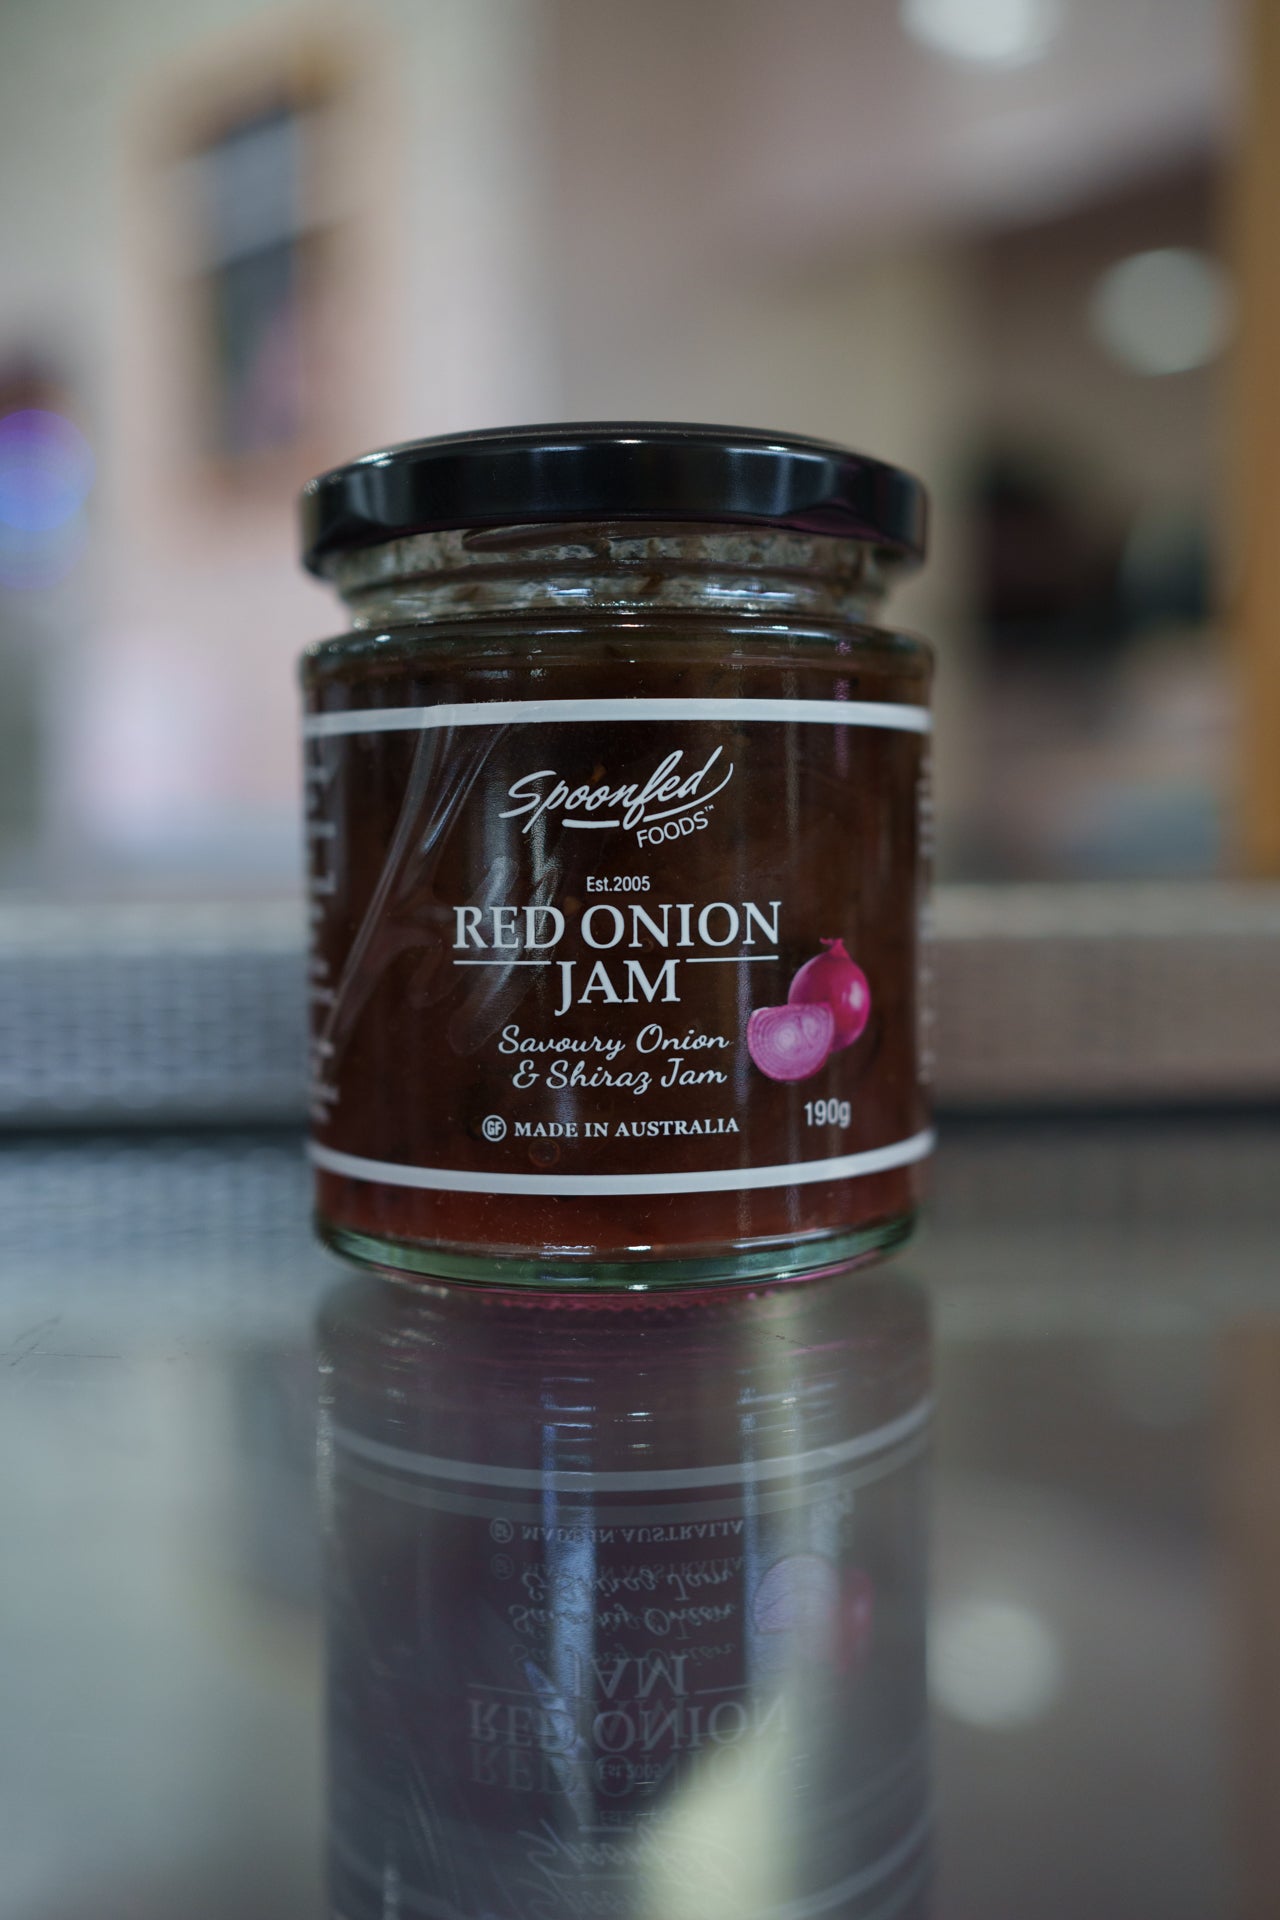 Spoonfed
FOODS™
Est.2005
RED ONION
JAM
Savoury Onion
& Shiraz Jam
GF MADE IN AUSTRALIA
190g